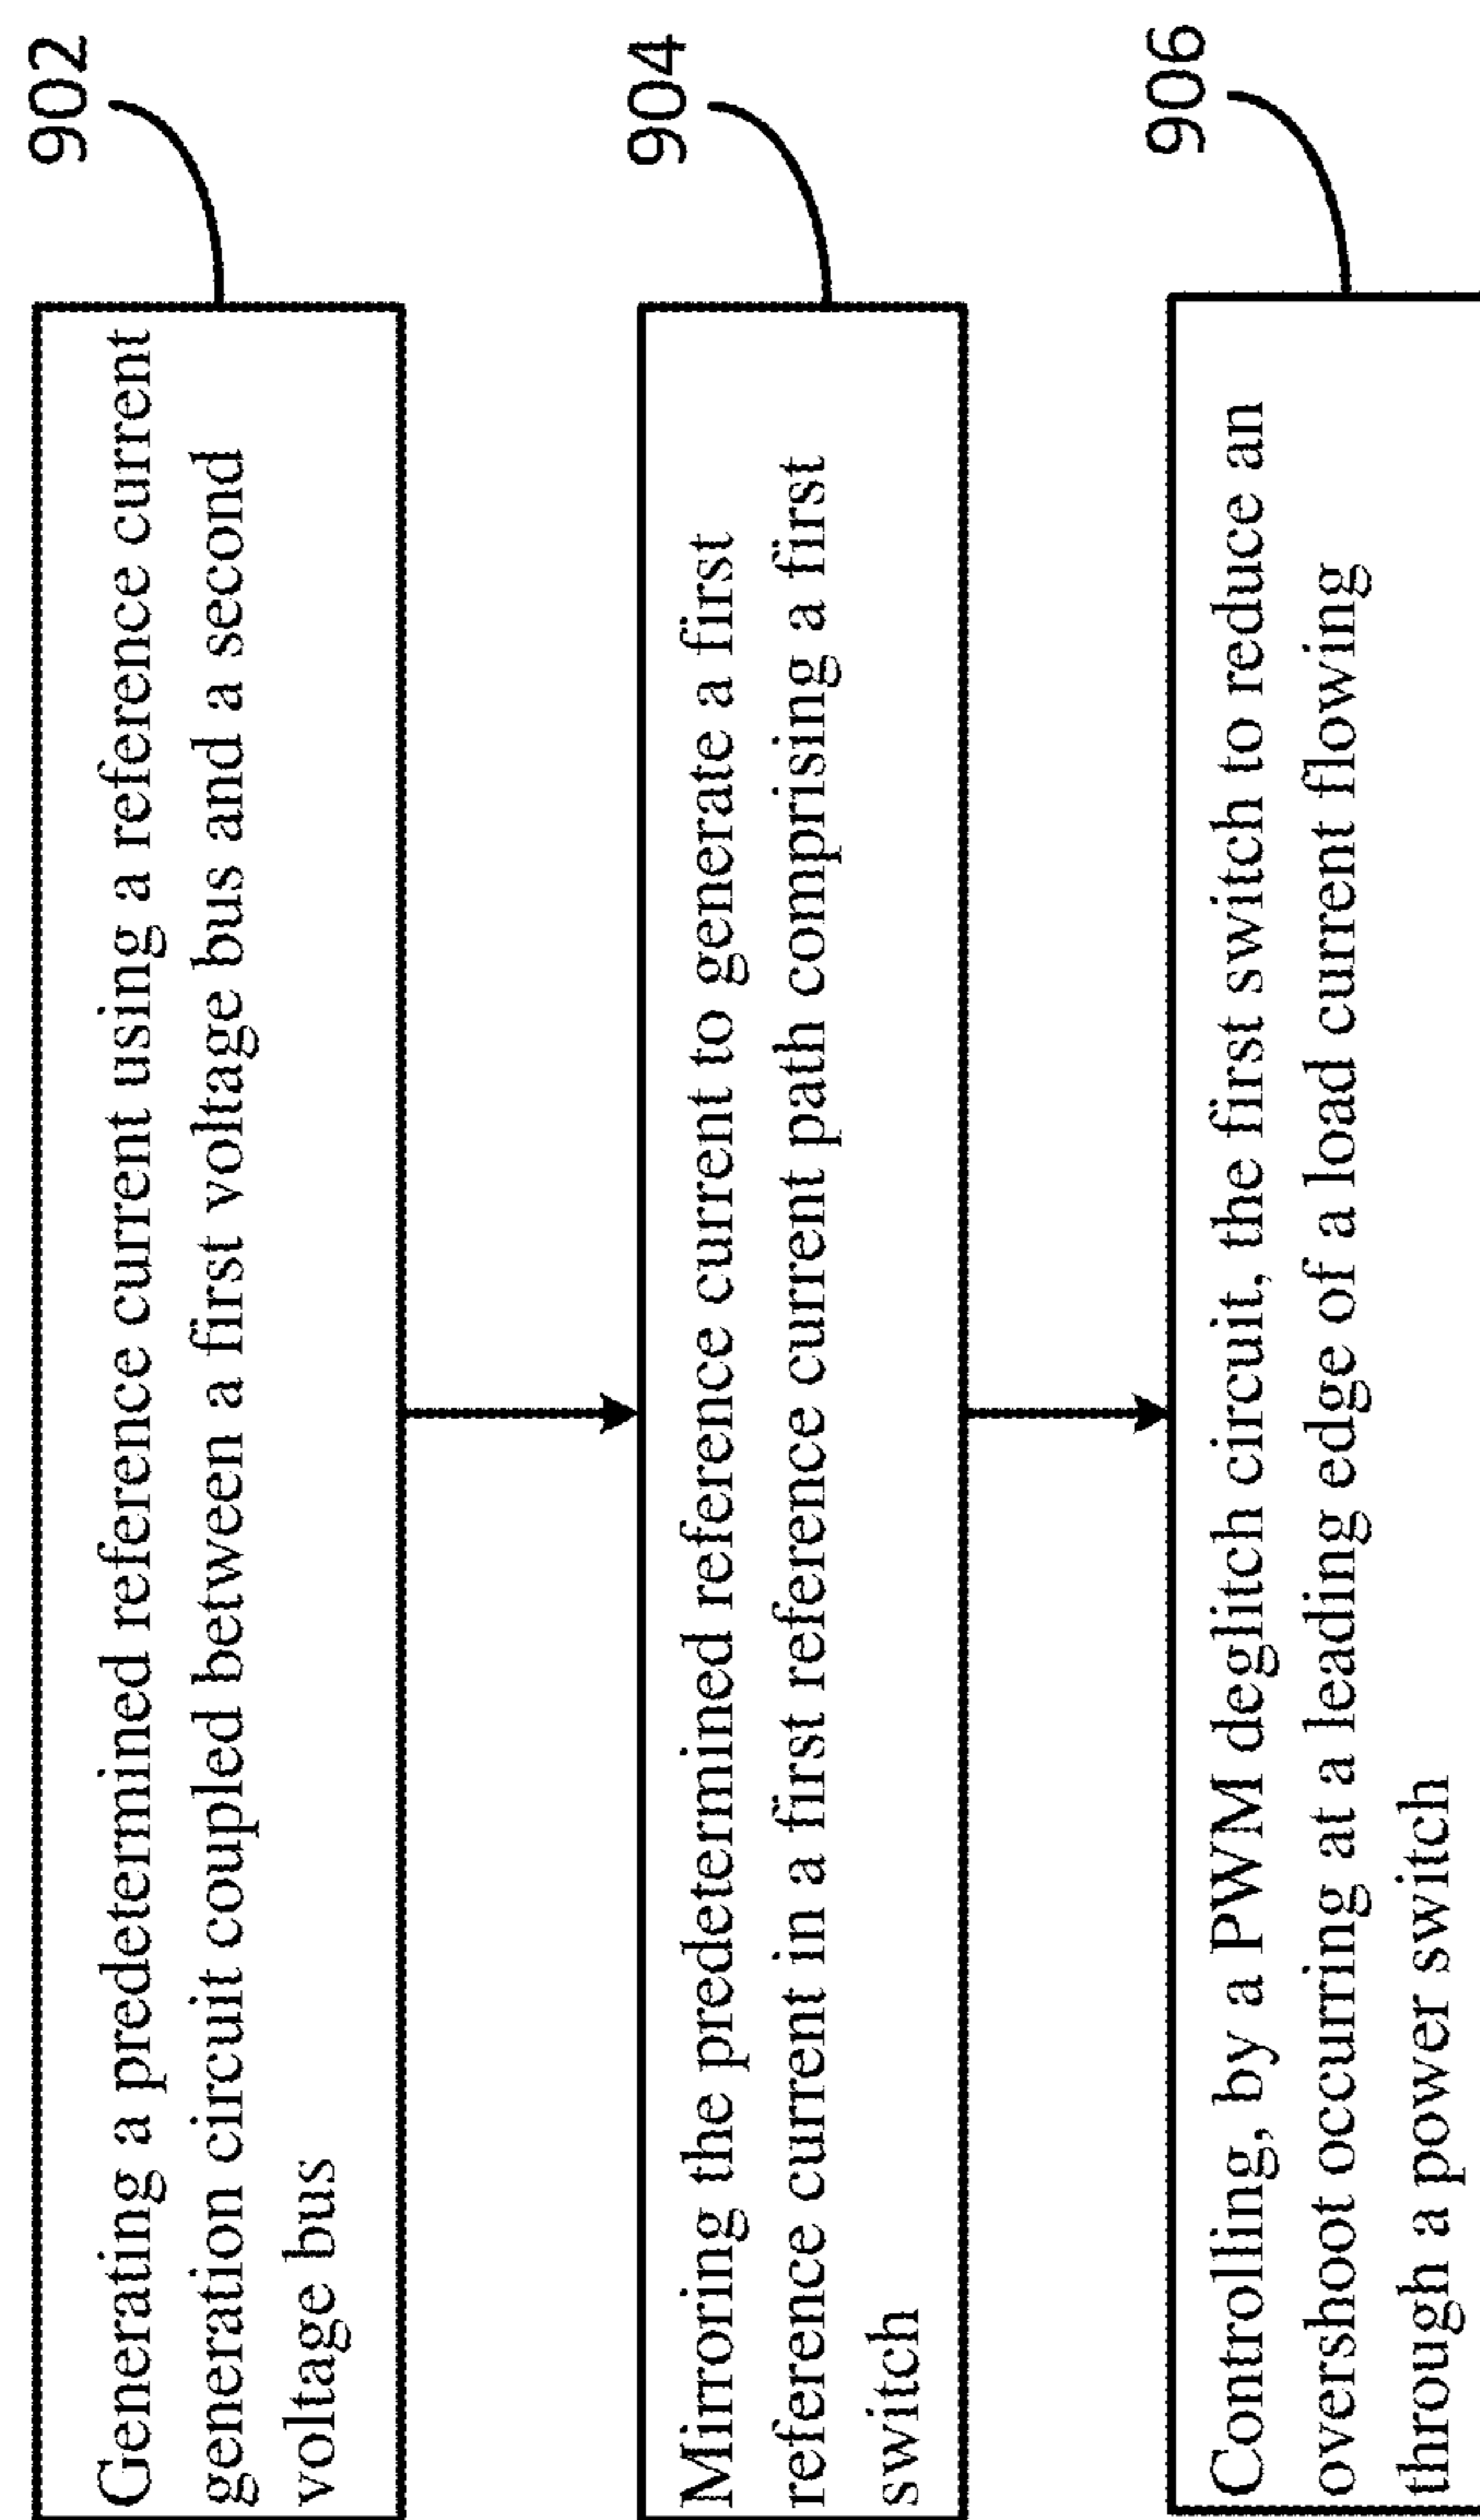 902
Generating a predetermined reference current using a reference current
generation circuit coupled between a first voltage bus and a second
voltage bus
904
Mirroring the predetermined reference current to generate a first
reference current in a first reference current path comprising a first
switch
906
Controlling, by a PWM deglitch circuit, the first switch to reduce an
overshoot occurring at a leading edge of a load current flowing
through a power switch